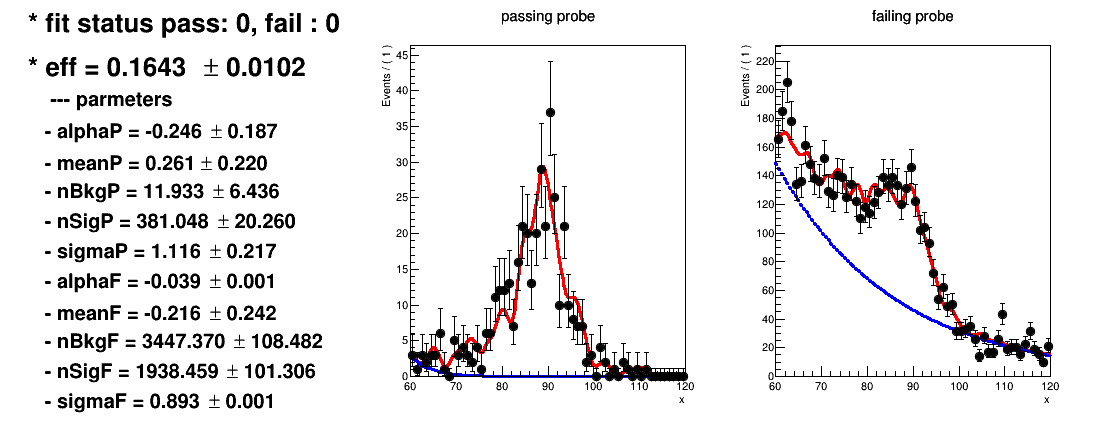 * fit status pass: 0, fail : 0
* eff = 0.1643 ± 0.0102
--- parmeters
- alphaP = -0.246 ± 0.187
- meanP = 0.261 ± 0.220
- nBkgP = 11.933 ± 6.436
- nSigP = 381.048 ± 20.260
- sigmaP = 1.116 ± 0.217
- alphaF = -0.039 ± 0.001
- meanF = -0.216 ± 0.242
- nBkgF = 3447.370 ± 108.482
- nSigF = 1938.459 ± 101.306
- sigmaF = 0.893 ± 0.001
passing probe
Events / ( 1 )
45
40
35
30
25
20
15
10
5
0
60 70 80 90 100 110 120
x
failing probe
Events / ( 1 )
220
200
180
160
140
120
100
80
60
40
20
0
60 70 80 90 100 110 120
x